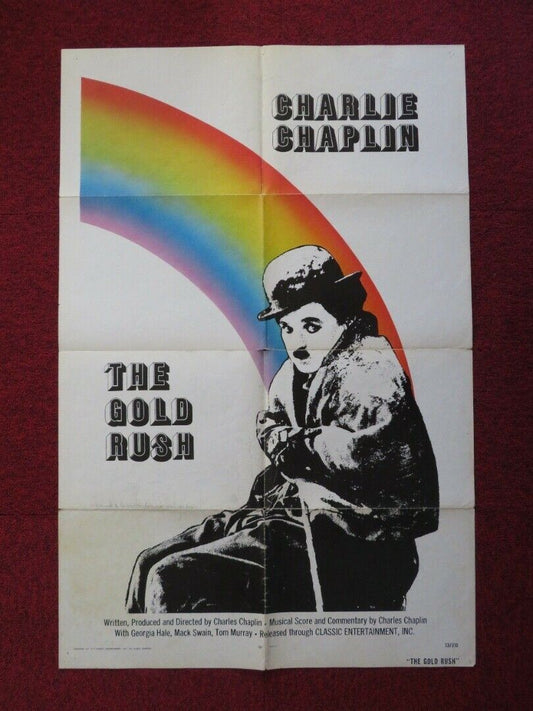 CHARLIE
CHAPLIN
THE
GOLD
RUSH
Written, Produced and Directed by Charles Chaplin • Musical Score and Commentary by Charles Chaplin
With Georgia Hale, Mack Swain, Tom Murray • Released through CLASSIC ENTERTAINMENT, INC.
"THE GOLD RUSH"